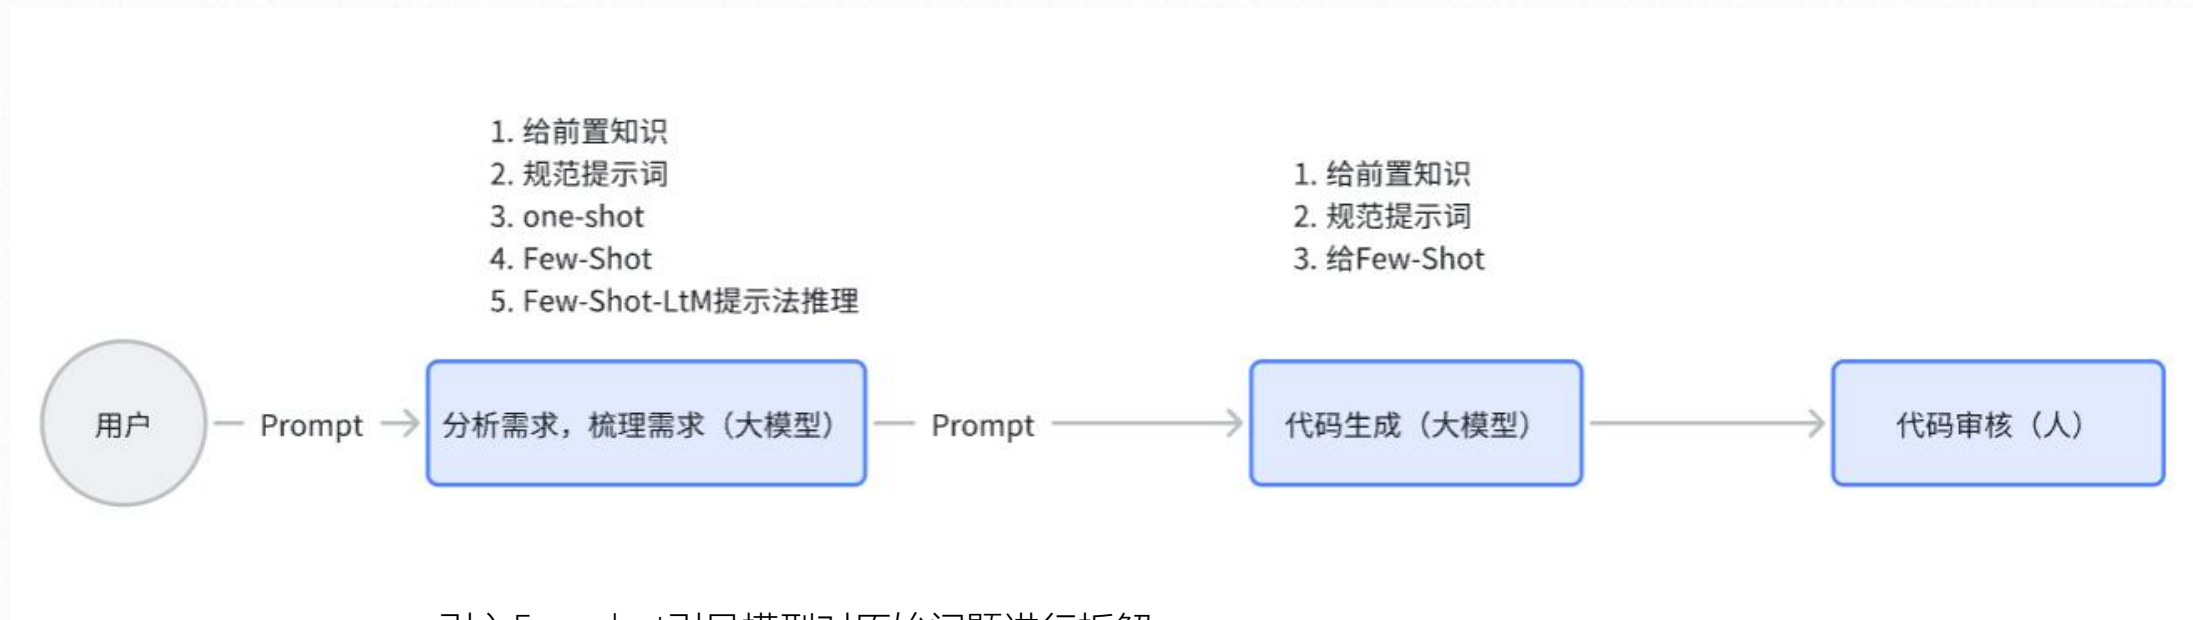 1. 给前置知识
2. 规范提示词
3. one-shot
4. Few-Shot
5. Few-Shot-LtM提示法推理
1. 给前置知识
2. 规范提示词
3. 给Few-Shot
用户
Prompt
分析需求，梳理需求（大模型）
Prompt
代码生成（大模型）
代码审核（人）